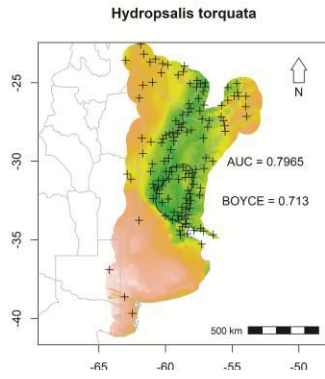 Hydropsalis torquata
-25
N
AUC = 0.7965
-30
BOYCE = 0.713
-35
500 km
-40
-65
-60
-55
-50